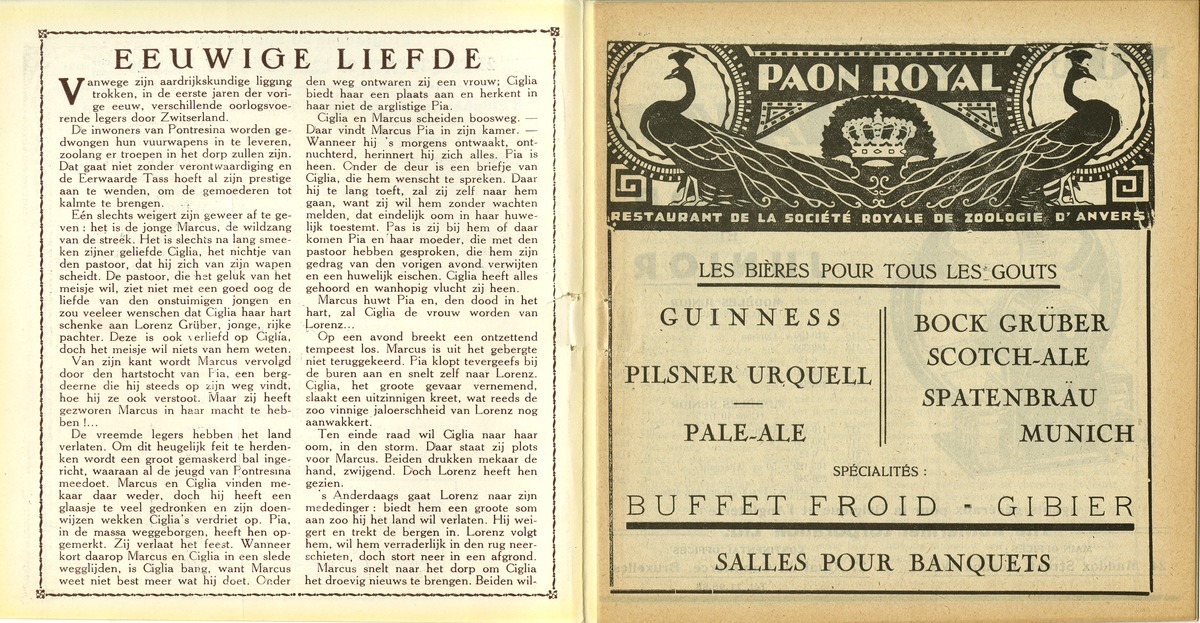 EEUWIGE LIEFDE
Vanwege zijn aardrijkskundige ligging
trokken, in de eerste jaren der vori-
ge eeuw, verschillende oorlogsvoe-
rende legers door Zwitserland.
De inwoners van Pontresina worden ge-
dwongen hun vuurwapens in te leveren,
zoolang er troepen in het dorp zullen zijn.
Dat gaat niet zonder verontwaardiging en
de Eerwaarde Tass hoeft al zijn prestige
aan te wenden, om de gemoederen tot
kalmte te brengen.
Eén slechts weigert zijn geweer af te ge-
ven : het is de jonge Marcus, de wildzang
van de streek. Het is slechts na lang smee-
ken zijner geliefde Ciglia, het nichtje van
den pastoor, dat hij zich van zijn wapen
scheidt. De pastoor, die het geluk van het
meisje wil, ziet niet met een goed oog de
liefde van den onstuimigen jongen en
zou veeleer wenschen dat Ciglia haar hart
schenke aan Lorenz Grüber, jonge, rijke
pachter. Deze is ook verliefd op Ciglia,
doch het meisje wil niets van hem weten.
Van zijn kant wordt Marcus vervolgd
door den hartstocht van Pia, een berg-
deerne die hij steeds op zijn weg vindt,
hoe hij ze ook verstoot. Maar zij heeft
gezworen Marcus in haar macht te heb-
ben !...
De vreemde legers hebben het land
verlaten. Om dit heugelijk feit te herden-
ken wordt een groot gemaskerd bal inge-
richt, waaraan al de jeugd van Pontresina
meedoet. Marcus en Ciglia vinden me-
kaar daar weder, doch hij heeft een
glaasje te veel gedronken en zijn doen-
wijzen wekken Ciglia's verdriet op. Pia,
in de massa weggeborgen, heeft hen op-
gemerkt. Zij verlaat het feest. Wanneer
kort daarop Marcus en Ciglia in een slede
wegglijden, is Ciglia bang, want Marcus
weet niet best meer wat hij doet. Onder
den weg ontwaren zij een vrouw; Ciglia
biedt haar een plaats aan en herkent in
haar niet de arglistige Pia.
Ciglia en Marcus scheiden boosweg. —
Daar vindt Marcus Pia in zijn kamer. —
Wanneer hij 's morgens ontwaakt, ont-
nuchterd, herinnert hij zich alles. Pia is
heen. Onder de deur is een briefje van
Ciglia, die hem wenscht te spreken. Daar
hij te lang toeft, zal zij zelf naar hem
gaan, want zij wil hem zonder wachten
melden, dat eindelijk oom in haar huwe-
lijk toestemt. Pas is zij bij hem of daar
komen Pia en haar moeder, die met den
pastoor hebben gesproken, die hem zijn
gedrag van den vorigen avond verwijten
en een huwelijk eischen. Ciglia heeft alles
gehoord en wanhopig vlucht zij heen.
Marcus huwt Pia en, den dood in het
hart, zal Ciglia de vrouw worden van
Lorenz...
Op een avond breekt een ontzettend
tempeest los. Marcus is uit het gebergte
niet teruggekeerd. Pia klopt tevergeefs bij
de buren aan en snelt zelf naar Lorenz.
Ciglia, het groote gevaar vernemend,
slaakt een uitzinnigen kreet, wat reeds de
zoo vinnige jaloerschheid van Lorenz nog
aanwakkert.
Ten einde raad wil Ciglia naar haar
oom, in den storm. Daar staat zij plots
voor Marcus. Beiden drukken mekaar de
hand, zwijgend. Doch Lorenz heeft hen
gezien.
's Anderdaags gaat Lorenz naar zijn
mededinger : biedt hem een groote som
aan zoo hij het land wil verlaten. Hij wei-
gert en trekt de bergen in. Lorenz volgt
hem, wil hem verraderlijk in den rug neer-
schieten, doch stort neer in een afgrond.
Marcus snelt naar het dorp om Ciglia
het droevig nieuws te brengen. Beiden wil-
PAON ROYAL
RESTAURANT DE LA SOCIÉTÉ ROYALE DE ZOOLOGIE D'ANVERS
LES BIÈRES POUR TOUS LES GOUTS
GUINNESS
PILSNER URQUELL
PALE-ALE
BOCK GRÜBER
SCOTCH-ALE
SPATENBRÄU
MUNICH
SPÉCIALITÉS :
BUFFET FROID - GIBIER
SALLES POUR BANQUETS